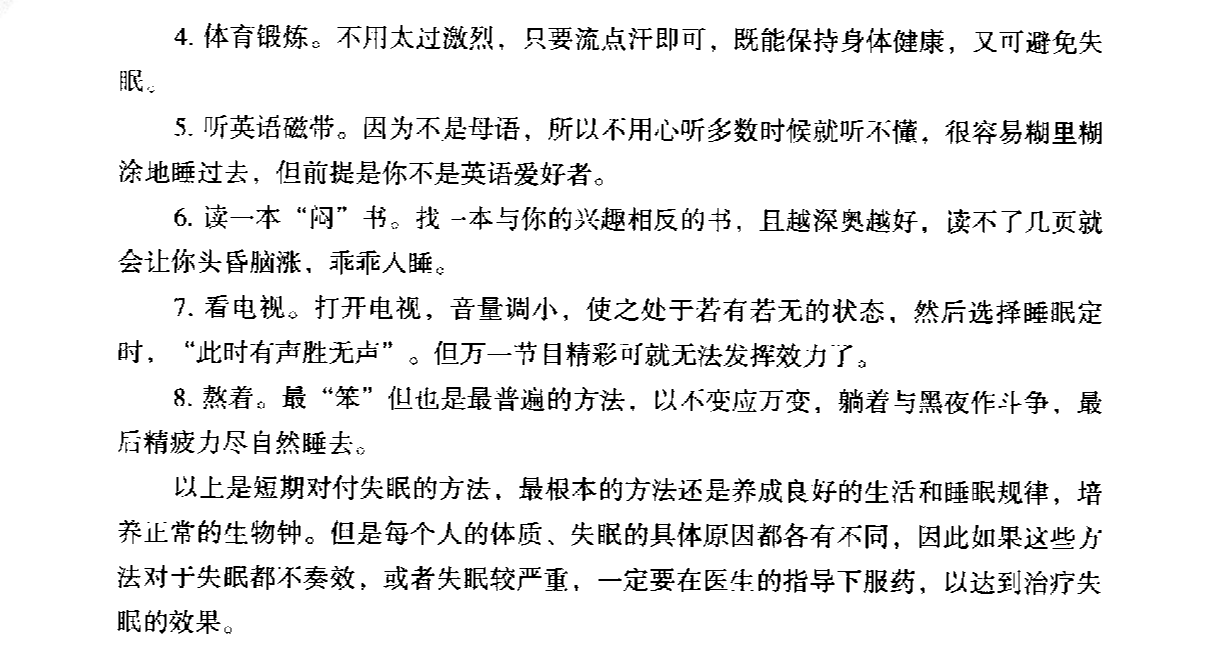 4. 体育锻炼。不用太过激烈，只要流点汗即可，既能保持身体健康，又可避免失
眠。
5. 听英语磁带。因为不是母语，所以不用心听多数时候就听不懂，很容易糊里糊
涂地睡过去，但前提是你不是英语爱好者。
6. 读一本“闷”书。找一本与你的兴趣相反的书，且越深奥越好，读不了几页就
会让你头昏脑涨，乖乖入睡。
7. 看电视。打开电视，音量调小，使之处于若有若无的状态，然后选择睡眠定
时，“此时有声胜无声”。但万一节目精彩可就无法发挥效力了。
8. 熬着。最“笨”但也是最普遍的方法，以不变应万变，躺着与黑夜作斗争，最
后精疲力尽自然睡去。
以上是短期对付失眠的方法，最根本的方法还是养成良好的生活和睡眠规律，培
养正常的生物钟。但是每个人的体质、失眠的具体原因都各有不同，因此如果这些方
法对于失眠都不奏效，或者失眠较严重，一定要在医生的指导下服药，以达到治疗失
眠的效果。